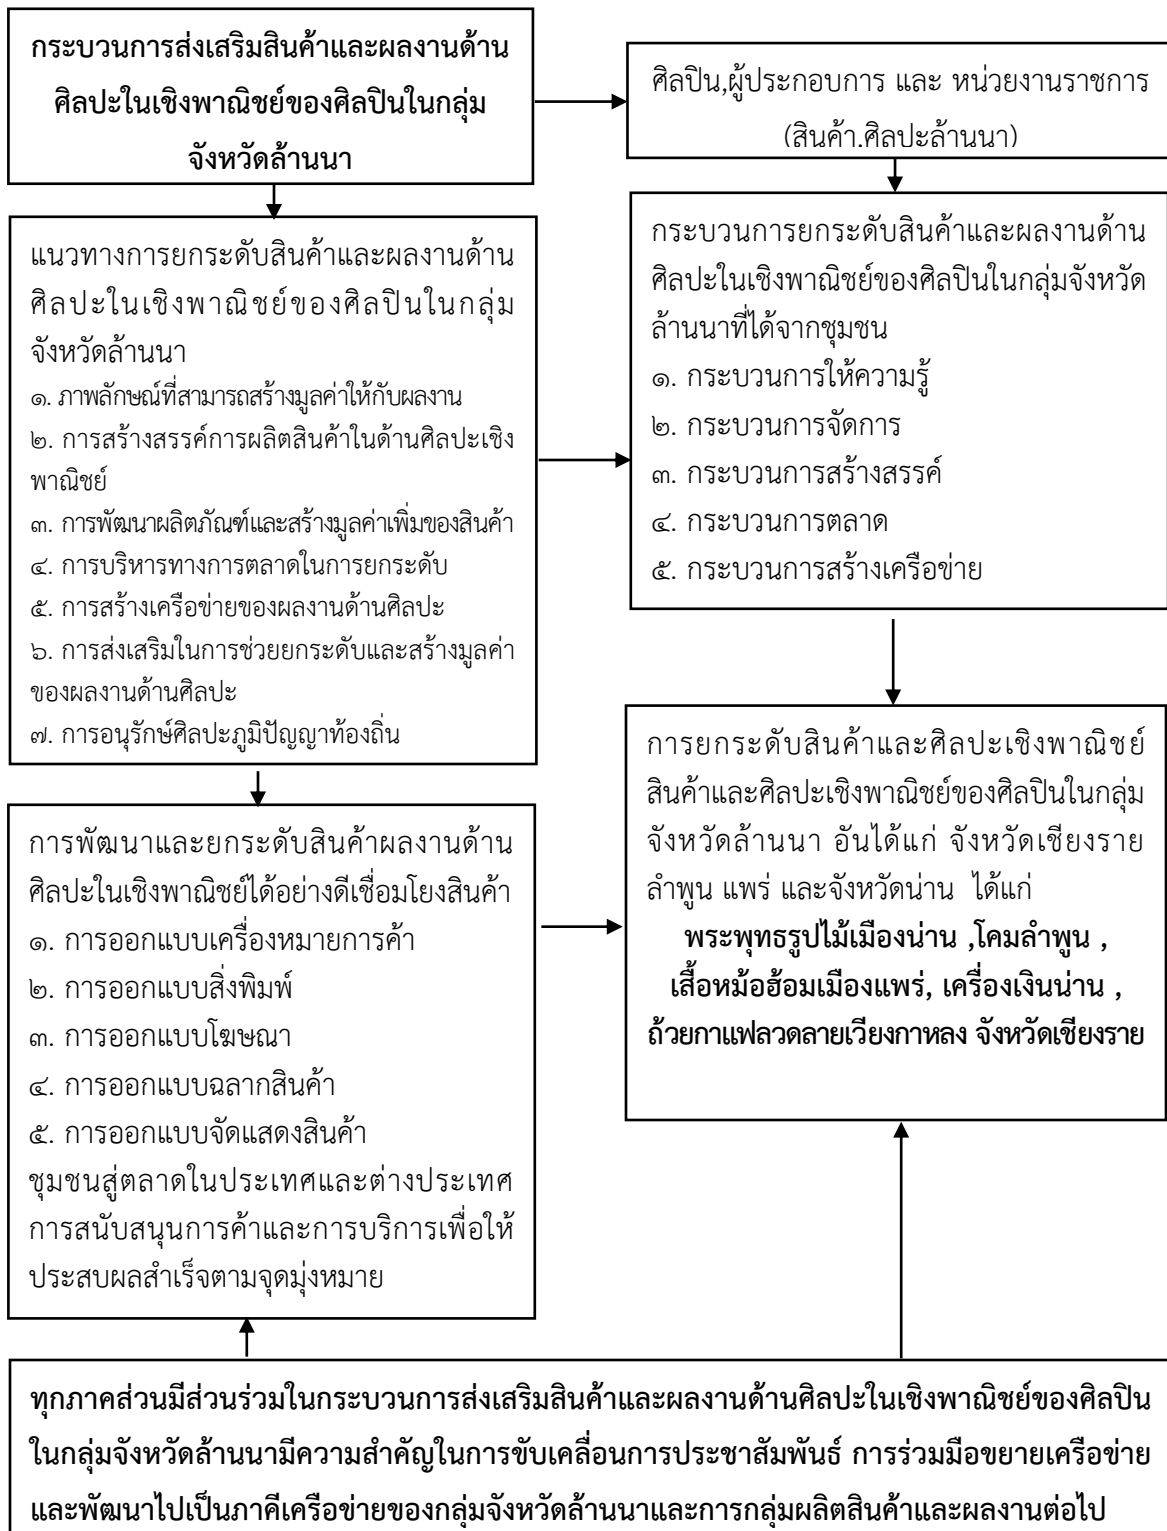 กระบวนการส่งเสริมสินค้าและผลงานด้าน
ศิลปะในเชิงพาณิชย์ของศิลปินในกลุ่ม
จังหวัดล้านนา
ศิลปิน,ผู้ประกอบการ และ หน่วยงานราชการ
(สินค้า.ศิลปะล้านนา)
แนวทางการยกระดับสินค้าและผลงานด้าน
ศิลปะในเชิงพาณิชย์ของศิลปินในกลุ่ม
จังหวัดล้านนา
๑. ภาพลักษณ์ที่สามารถสร้างมูลค่าให้กับผลงาน
๒. การสร้างสรรค์การผลิตสินค้าในด้านศิลปะเชิง
พาณิชย์
๓. การพัฒนาผลิตภัณฑ์และสร้างมูลค่าเพิ่มของสินค้า
๔. การบริหารทางการตลาดในการยกระดับ
๕. การสร้างเครือข่ายของผลงานด้านศิลปะ
๖. การส่งเสริมในการช่วยยกระดับและสร้างมูลค่า
ของผลงานด้านศิลปะ
๗. การอนุรักษ์ศิลปะภูมิปัญญาท้องถิ่น
กระบวนการยกระดับสินค้าและผลงานด้าน
ศิลปะในเชิงพาณิชย์ของศิลปินในกลุ่มจังหวัด
ล้านนาที่ได้จากชุมชน
๑. กระบวนการให้ความรู้
๒. กระบวนการจัดการ
๓. กระบวนการสร้างสรรค์
๔. กระบวนการตลาด
๕. กระบวนการสร้างเครือข่าย
การพัฒนาและยกระดับสินค้าผลงานด้าน
ศิลปะในเชิงพาณิชย์ได้อย่างดีเชื่อมโยงสินค้า
๑. การออกแบบเครื่องหมายการค้า
๒. การออกแบบสิ่งพิมพ์
๓. การออกแบบโฆษณา
๔. การออกแบบฉลากสินค้า
๕. การออกแบบจัดแสดงสินค้า
ชุมชนสู่ตลาดในประเทศและต่างประเทศ
การสนับสนุนการค้าและการบริการเพื่อให้
ประสบผลสำเร็จตามจุดมุ่งหมาย
การยกระดับสินค้าและศิลปะเชิงพาณิชย์
สินค้าและศิลปะเชิงพาณิชย์ของศิลปินในกลุ่ม
จังหวัดล้านนา อันได้แก่ จังหวัดเชียงราย
ลำพูน แพร่ และจังหวัดน่าน ได้แก่
พระพุทธรูปไม้เมืองน่าน ,โคมลำพูน ,
เสื้อหม้อฮ้อมเมืองแพร่, เครื่องเงินน่าน ,
ถ้วยกาแฟลวดลายเวียงกาหลง จังหวัดเชียงราย
ทุกภาคส่วนมีส่วนร่วมในกระบวนการส่งเสริมสินค้าและผลงานด้านศิลปะในเชิงพาณิชย์ของศิลปิน
ในกลุ่มจังหวัดล้านนามีความสำคัญในการขับเคลื่อนการประชาสัมพันธ์ การร่วมมือขยายเครือข่าย
และพัฒนาไปเป็นภาคีเครือข่ายของกลุ่มจังหวัดล้านนาและการกลุ่มผลิตสินค้าและผลงานต่อไป